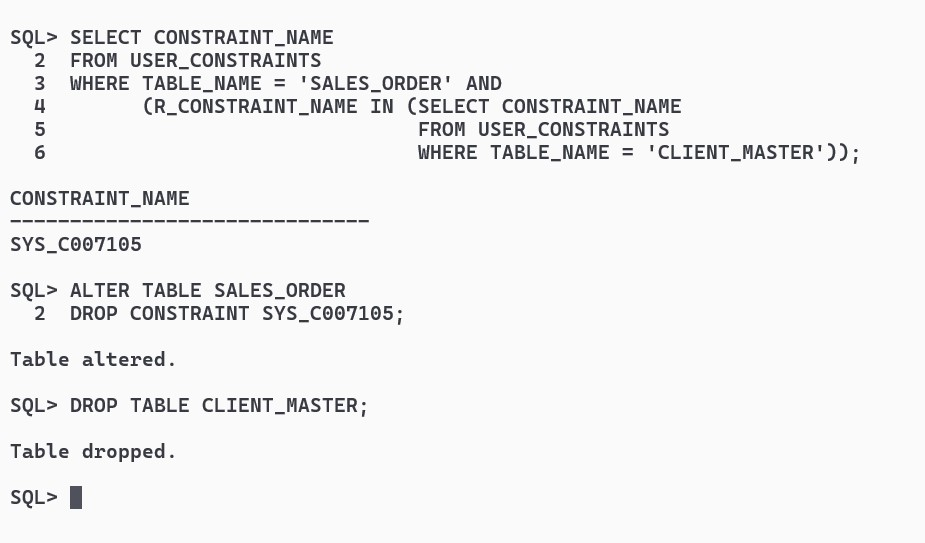 SQL> SELECT CONSTRAINT_NAME
  2  FROM USER_CONSTRAINTS
  3  WHERE TABLE_NAME = 'SALES_ORDER' AND
  4        (R_CONSTRAINT_NAME IN (SELECT CONSTRAINT_NAME
  5                               FROM USER_CONSTRAINTS
  6                               WHERE TABLE_NAME = 'CLIENT_MASTER'));
CONSTRAINT_NAME
------------------------------
SYS_C007105
SQL> ALTER TABLE SALES_ORDER
  2  DROP CONSTRAINT SYS_C007105;
Table altered.
SQL> DROP TABLE CLIENT_MASTER;
Table dropped.
SQL>